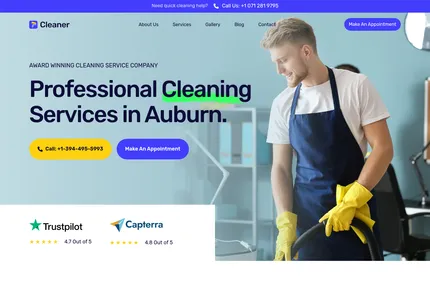 Need quick cleaning help? Call Us: +1 071 281 9795
Cleaner
About Us Services Gallery Blog Contact
Make An Appointment
AWARD WINNING CLEANING SERVICE COMPANY
Professional Cleaning
Services in Auburn.
Call: +1-394-495-5993
Make An Appointment
Trustpilot
4.7 Out of 5
Capterra
4.8 Out of 5